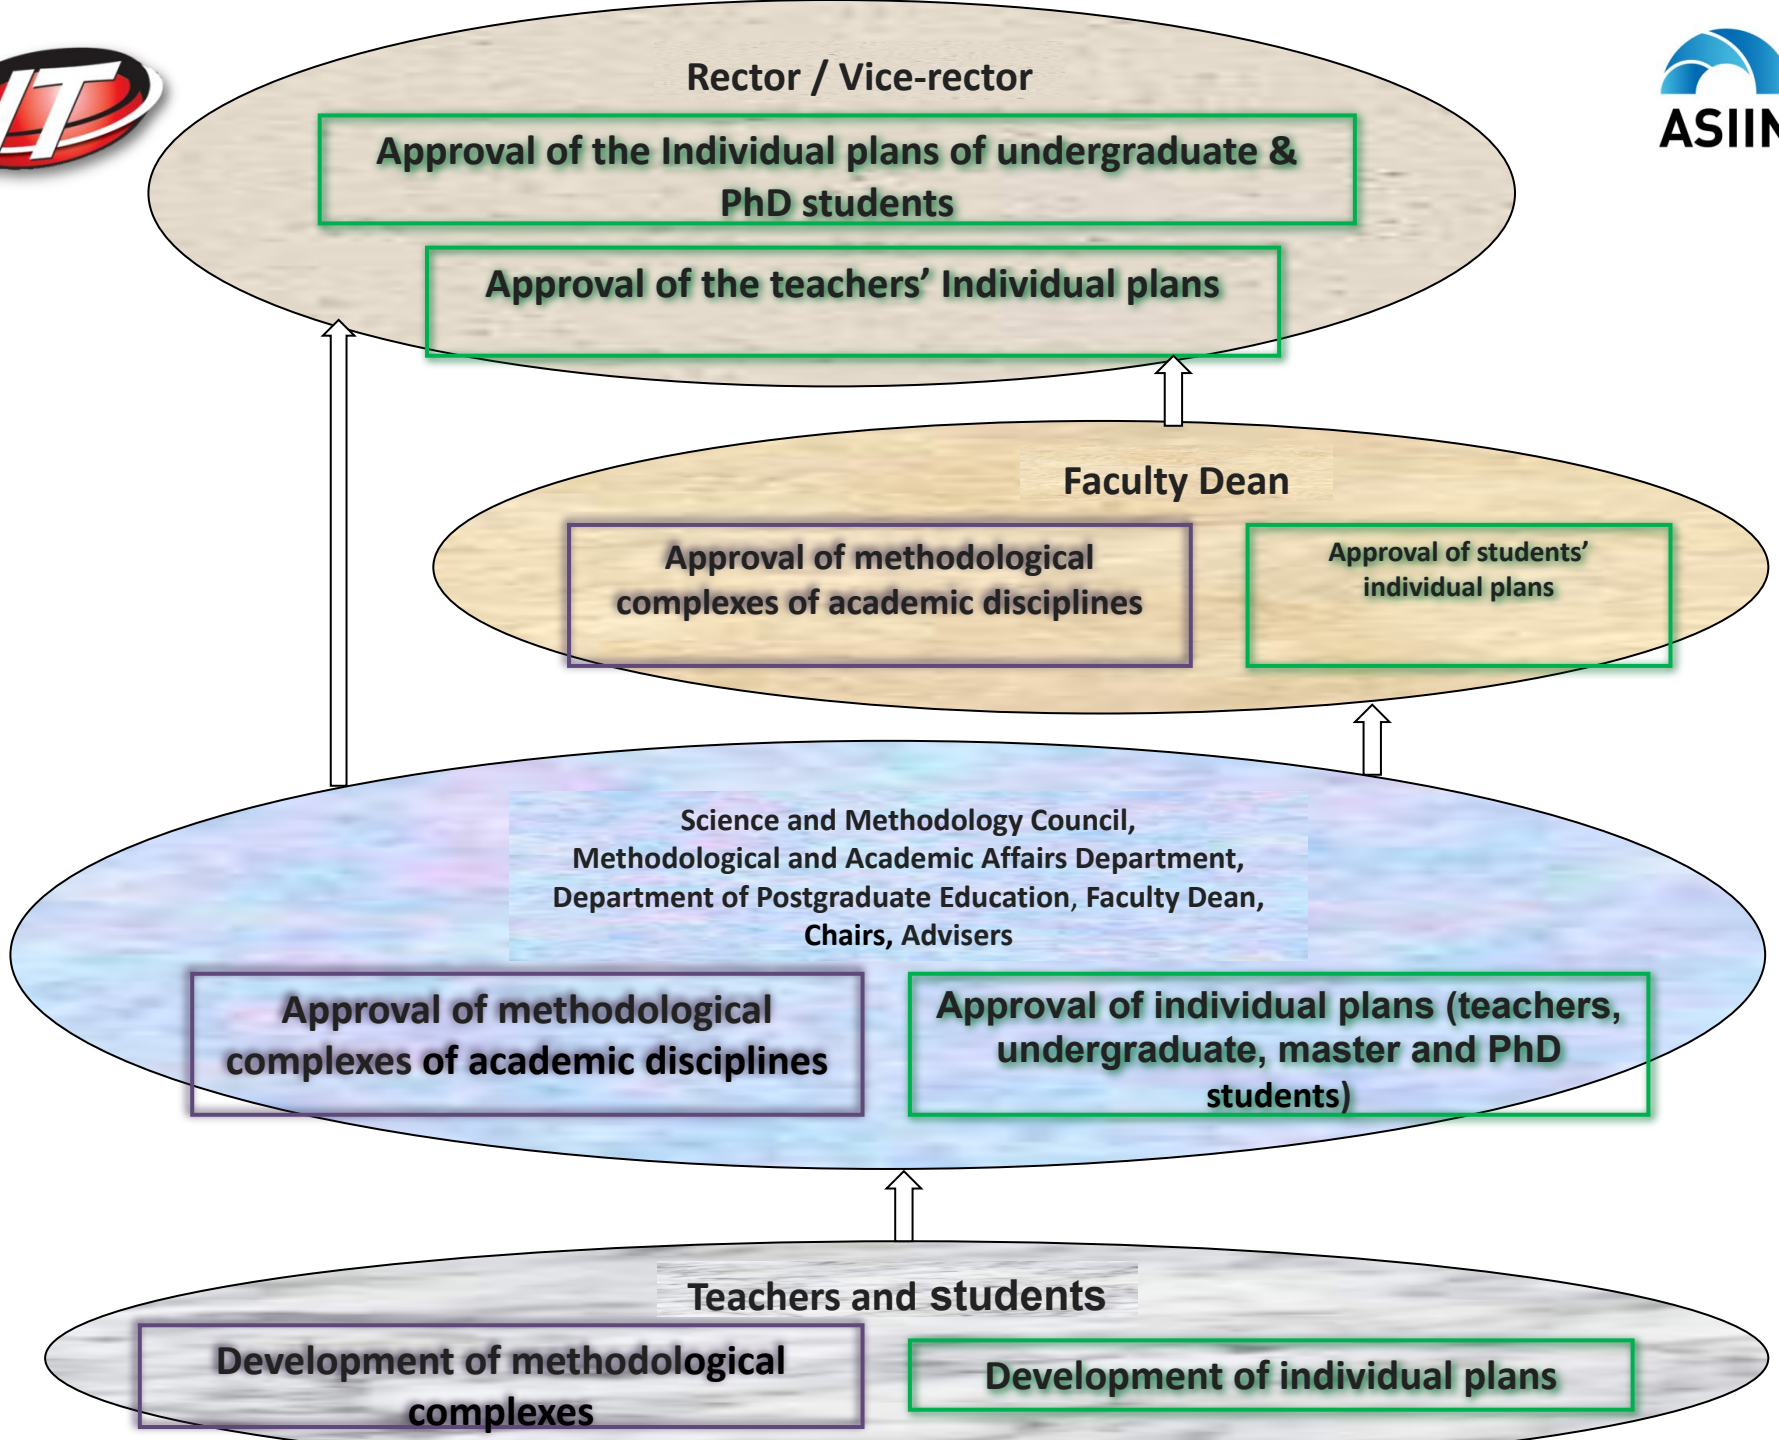 IT
ASIIN
Rector / Vice-rector
Approval of the Individual plans of undergraduate &
PhD students
Approval of the teachers’ Individual plans
Faculty Dean
Approval of methodological
complexes of academic disciplines
Approval of students’
individual plans
Science and Methodology Council,
Methodological and Academic Affairs Department,
Department of Postgraduate Education, Faculty Dean,
Chairs, Advisers
Approval of methodological
complexes of academic disciplines
Approval of individual plans (teachers,
undergraduate, master and PhD
students)
Teachers and students
Development of methodological
complexes
Development of individual plans